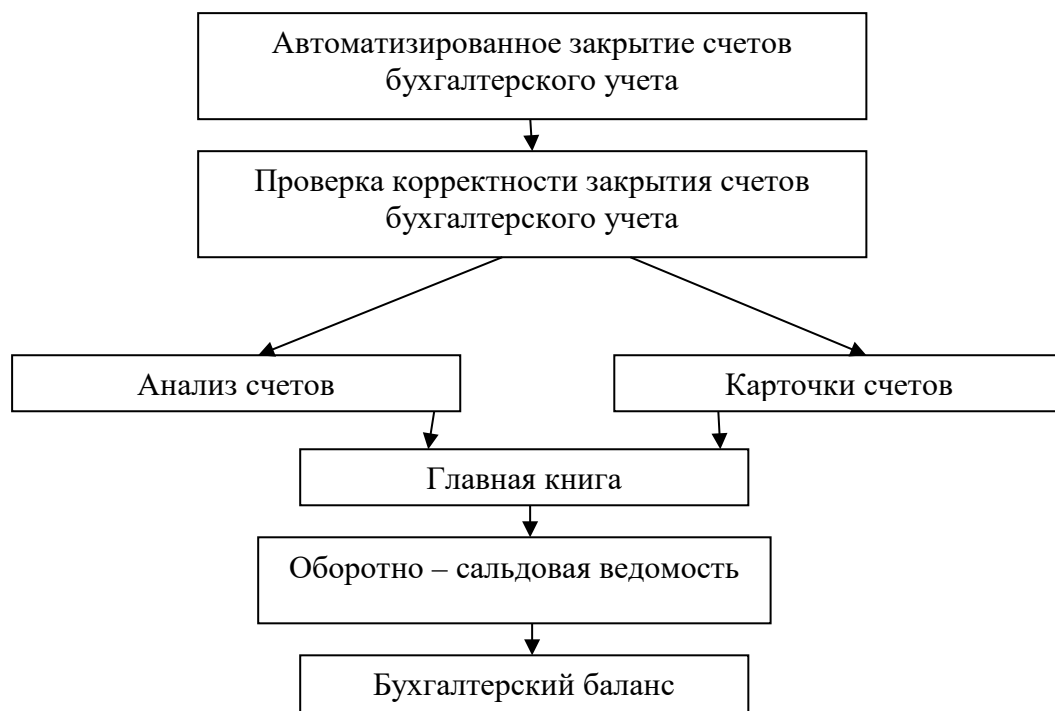 Автоматизированное закрытие счетов
бухгалтерского учета
Проверка корректности закрытия счетов
бухгалтерского учета
Анализ счетов
Карточки счетов
Главная книга
Оборотно – сальдовая ведомость
Бухгалтерский баланс